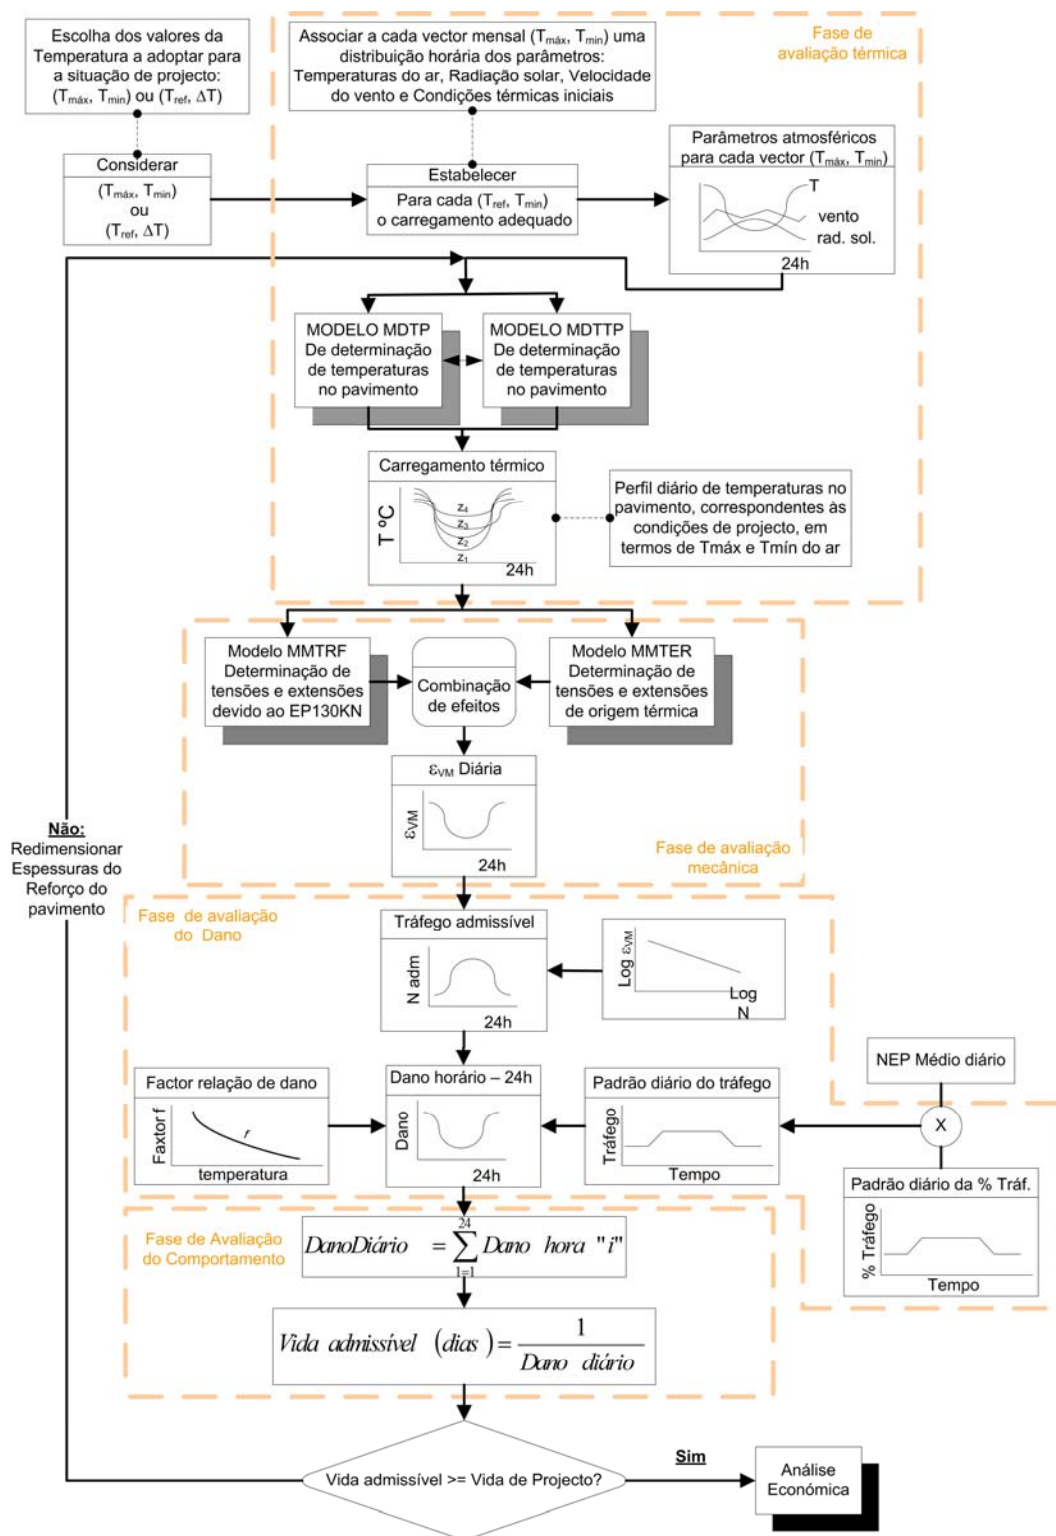 Escolha dos valores da
Temperatura a adoptar para
a situação de projecto:
(Tmáx, Tmin) ou (Tref, ΔT)
Associar a cada vector mensal (Tmáx, Tmin) uma
distribuição horária dos parâmetros:
Temperaturas do ar, Radiação solar, Velocidade
do vento e Condições térmicas iniciais
Fase de
avaliação térmica
Considerar
(Tmáx, Tmin)
ou
(Tref, ΔT)
Estabelecer
Para cada (Tref, Tmin)
o carregamento adequado
Parâmetros atmosféricos
para cada vector (Tmáx, Tmin)
T
vento
rad. sol.
24h
MODELO MDTP
De determinação
de temperaturas
no pavimento
MODELO MDTTP
De determinação
de temperaturas
no pavimento
Carregamento térmico
T ºC
z4
z3
z2
z1
24h
Perfil diário de temperaturas no
pavimento, correspondentes às
condições de projecto, em
termos de Tmáx e Tmín do ar
Modelo MMTRF
Determinação de
tensões e extensões
devido ao EP130KN
Combinação
de efeitos
Modelo MMTER
Determinação de
tensões e extensões
de origem térmica
εVM Diária
εVM
24h
Fase de avaliação
mecânica
Não:
Redimensionar
Espessuras do
Reforço do
pavimento
Fase de avaliação
do Dano
Tráfego admissível
N adm
24h
Log εVM
Log
N
NEP Médio diário
Factor relação de dano
Faxtor f
f
temperatura
Dano horário – 24h
Dano
24h
Padrão diário do tráfego
Tráfego
Tempo
X
Padrão diário da % Tráf.
% Tráfego
Tempo
Fase de Avaliação
do Comportamento
DanoDiário = ∑ 24 1=1 Dano hora "i"
Vida admissível (dias) = 1 / Dano diário
Vida admissível >= Vida de Projecto?
Sim
Análise
Económica